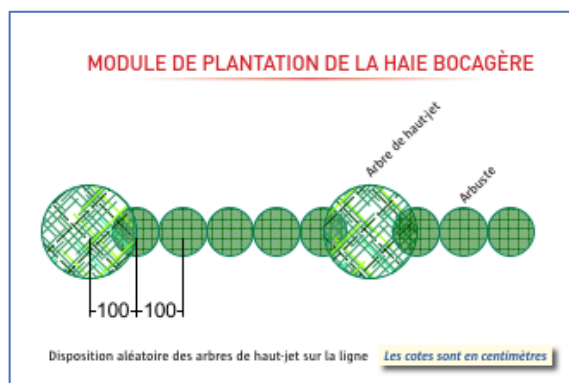 MODULE DE PLANTATION DE LA HAIE BOCAGÈRE
Arbre de haut-jet
Arbuste
100 100
Disposition aléatoire des arbres de haut-jet sur la ligne Les cotes sont en centimètres